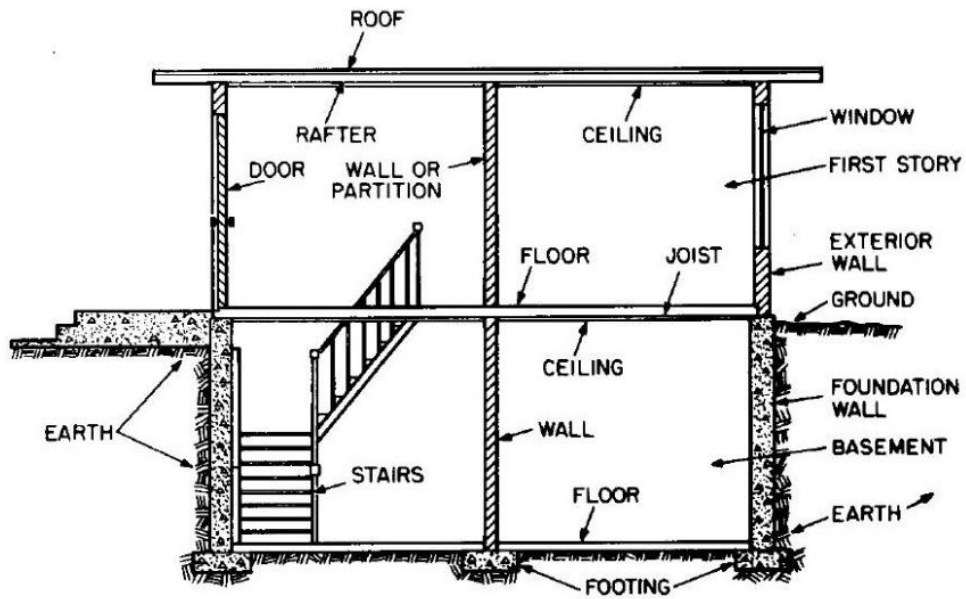 ROOF
RAFTER
CEILING
WINDOW
DOOR
WALL OR
PARTITION
FIRST STORY
FLOOR
JOIST
EXTERIOR
WALL
GROUND
CEILING
EARTH
FOUNDATION
WALL
WALL
BASEMENT
STAIRS
FLOOR
EARTH
FOOTING